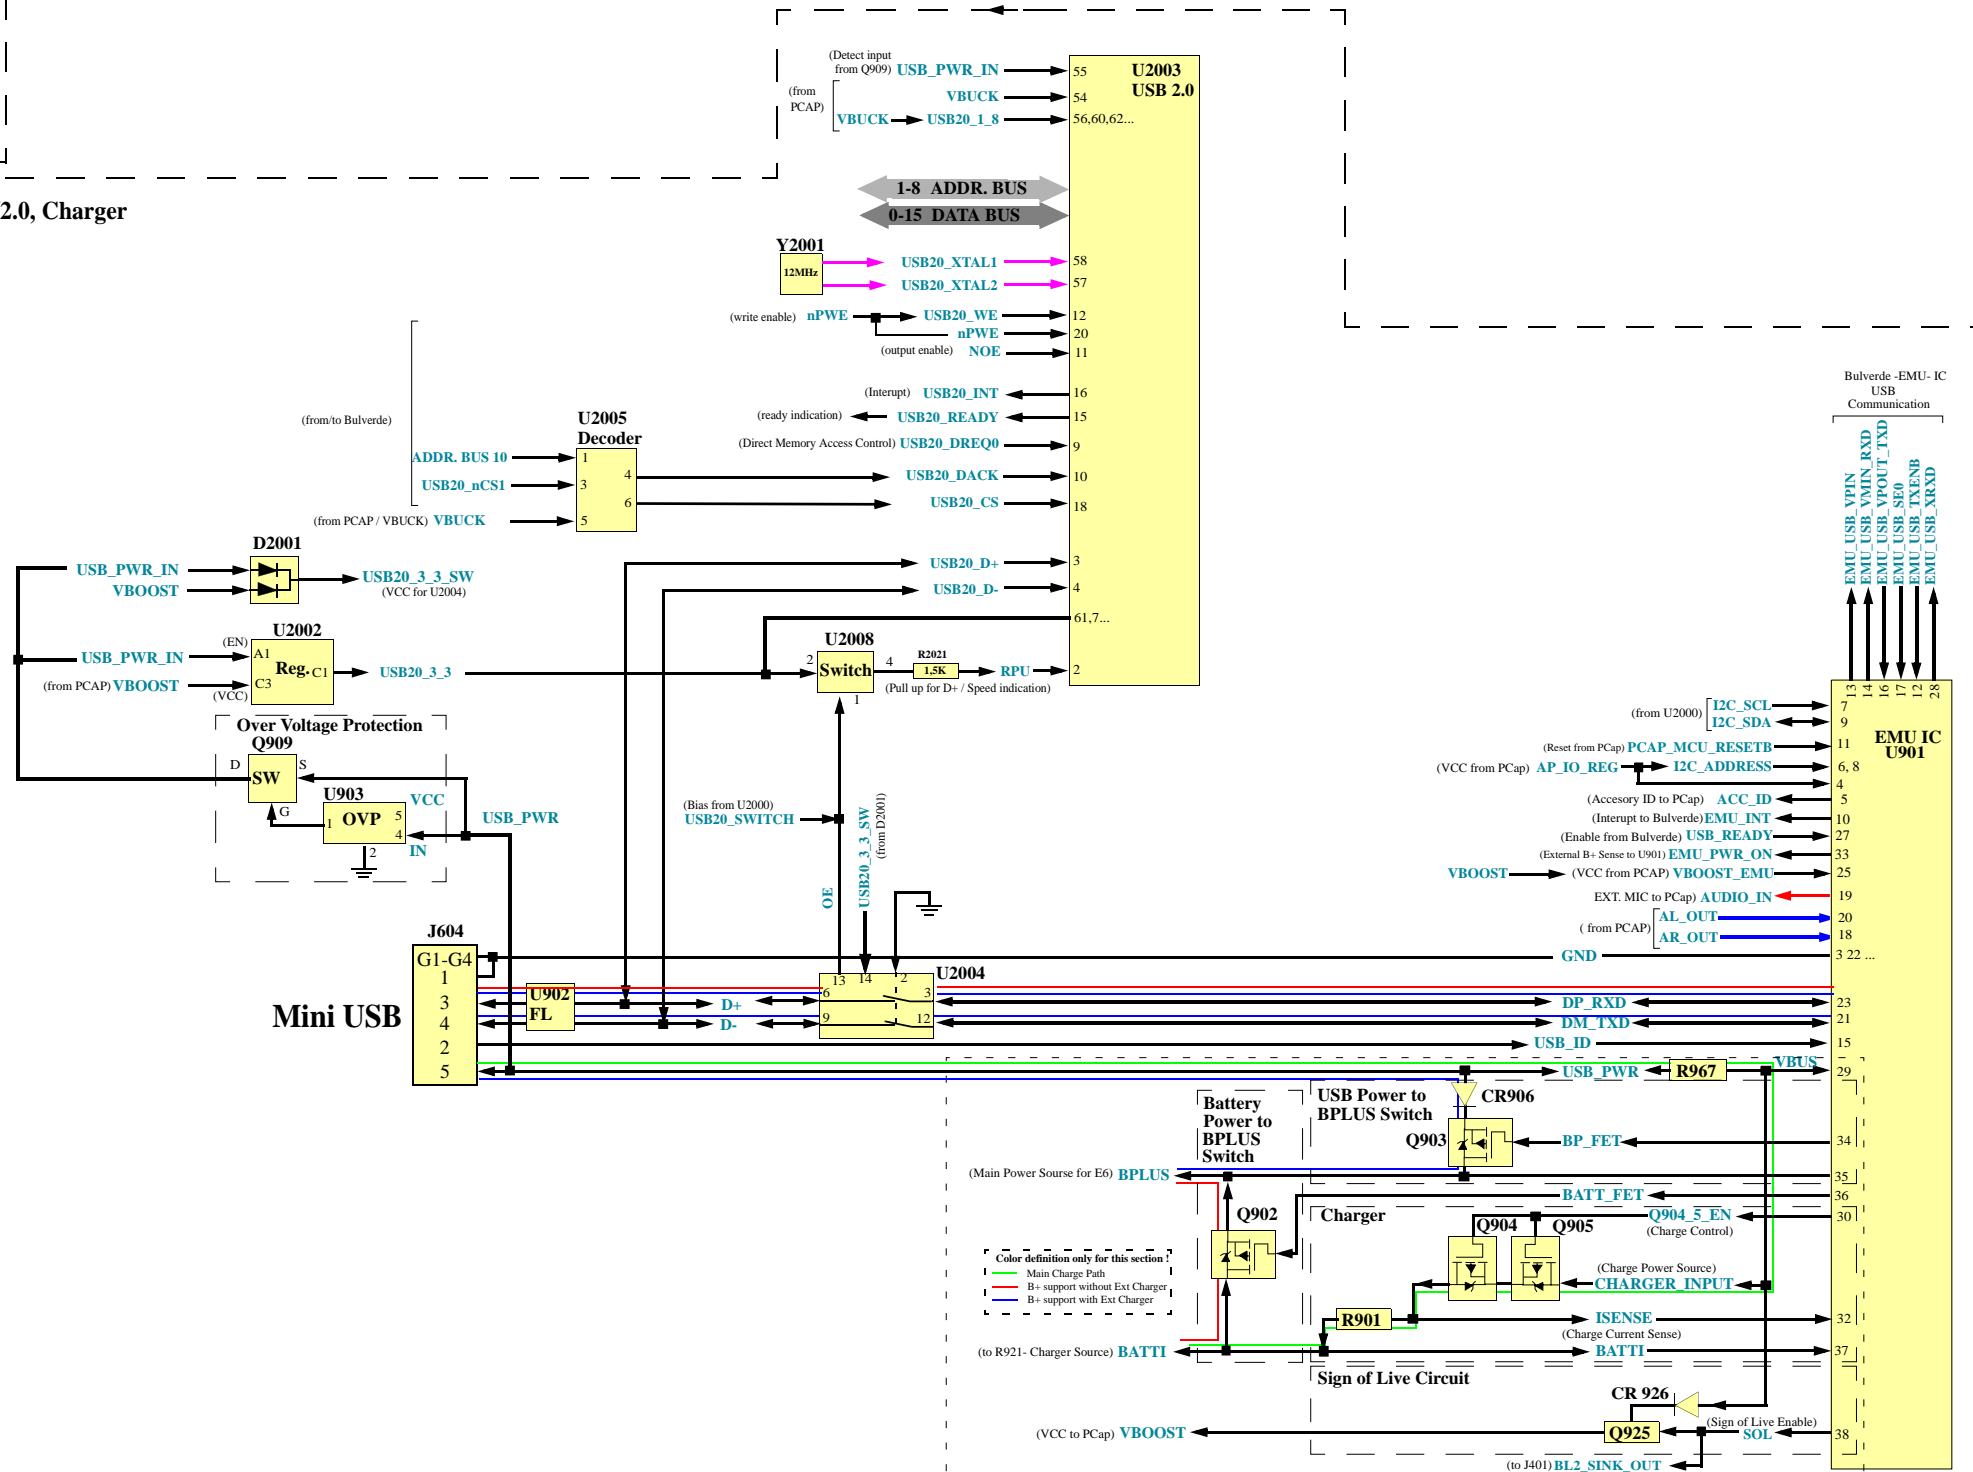 2.0, Charger
(Detect input
from Q909) USB_PWR_IN
55
U2003
USB 2.0
(from
PCAP)
VBUCK
54
VBUCK
USB20_1_8
56,60,62...
1-8 ADDR. BUS
0-15 DATA BUS
Y2001
12MHz
USB20_XTAL1
58
USB20_XTAL2
57
(write enable) nPWE
USB20_WE
12
nPWE
20
(output enable) NOE
11
(Interupt) USB20_INT
16
(ready indication)
USB20_READY
15
(Direct Memory Access Control) USB20_DREQ0
9
USB20_DACK
10
USB20_CS
18
(from/to Bulverde)
U2005
Decoder
ADDR. BUS 10
1
4
USB20_nCS1
3
6
(from PCAP / VBUCK) VBUCK
5
D2001
USB_PWR_IN
VBOOST
USB20_3_3_SW
(VCC for U2004)
USB20_D+
3
USB20_D-
4
61,7...
U2002
(EN)
A1
USB_PWR_IN
Reg.
C1
USB20_3_3
(from PCAP) VBOOST
C3
(VCC)
U2008
2
Switch
4
1
R2021
1,5K
RPU
2
(Pull up for D+ / Speed indication)
Over Voltage Protection
Q909
D
SW
S
G
U903
VCC
1
OVP
5
4
IN
2
USB_PWR
(Bias from U2000)
USB20_SWITCH
OE
USB20_3_3_SW
(from D2001)
Bulverde -EMU- IC
USB
Communication
EMU_USB_VPIN
EMU_USB_VMIN_RXD
EMU_USB_VPOUT_TXD
EMU_USB_SE0
EMU_USB_TXENB
EMU_USB_XRXD
13
14
16
17
12
28
EMU IC
U901
(from U2000)
I2C_SCL
7
I2C_SDA
9
(Reset from PCap) PCAP_MCU_RESETB
11
(VCC from PCap) AP_IO_REG
I2C_ADDRESS
6, 8
4
(Accesory ID to PCap) ACC_ID
5
(Interupt to Bulverde) EMU_INT
10
(Enable from Bulverde) USB_READY
27
(External B+ Sense to U901) EMU_PWR_ON
33
VBOOST
(VCC from PCAP) VBOOST_EMU
25
EXT. MIC to PCap) AUDIO_IN
19
( from PCAP)
AL_OUT
20
AR_OUT
18
GND
3 22 ...
J604
Mini USB
G1-G4
1
3
4
2
5
U902
FL
D+
D-
13
14
2
U2004
6
3
9
12
DP_RXD
23
DM_TXD
21
USB_ID
15
USB_PWR
R967
VBUS
29
Battery
Power to
BPLUS
Switch
USB Power to
BPLUS Switch
CR906
Q903
BP_FET
34
(Main Power Sourse for E6) BPLUS
35
BATT_FET
36
Q902
Charger
Q904
Q905
Q904_5_EN
(Charge Control)
30
(Charge Power Source)
CHARGER_INPUT
Color definition only for this section !
Main Charge Path
B+ support without Ext Charger
B+ support with Ext Charger
R901
ISENSE
32
(Charge Current Sense)
(to R921- Charger Source) BATTI
BATTI
37
Sign of Live Circuit
CR 926
(Sign of Live Enable)
(VCC to PCap) VBOOST
Q925
SOL
38
(to J401) BL2_SINK_OUT